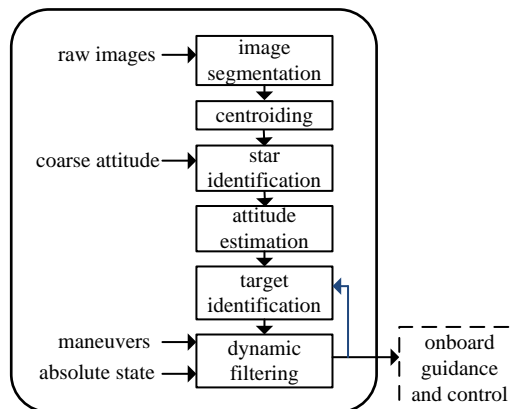 raw images
image
segmentation
centroiding
coarse attitude
star
identification
attitude
estimation
target
identification
maneuvers
absolute state
dynamic
filtering
onboard
guidance
and control